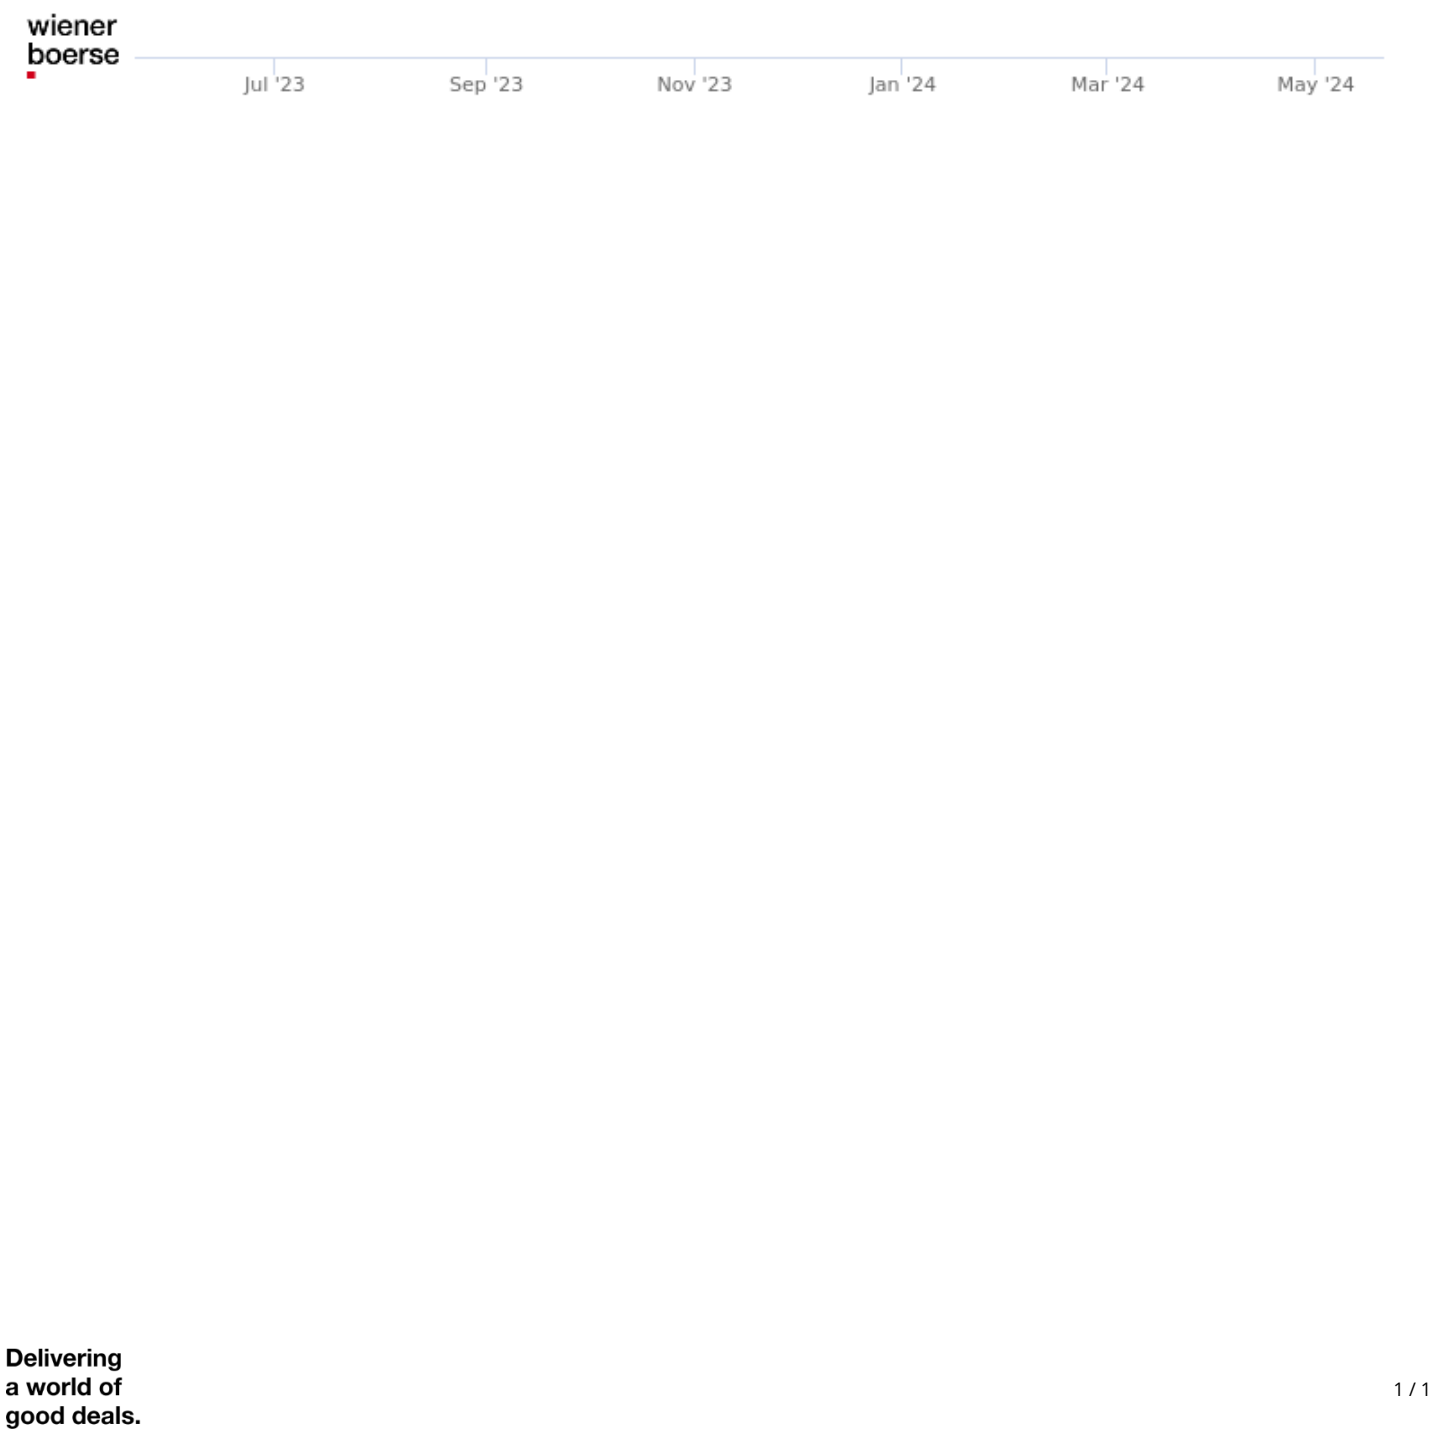 wiener
boerse
Jul '23 Sep '23 Nov '23 Jan '24 Mar '24 May '24
Delivering
a world of
good deals.
1 / 1